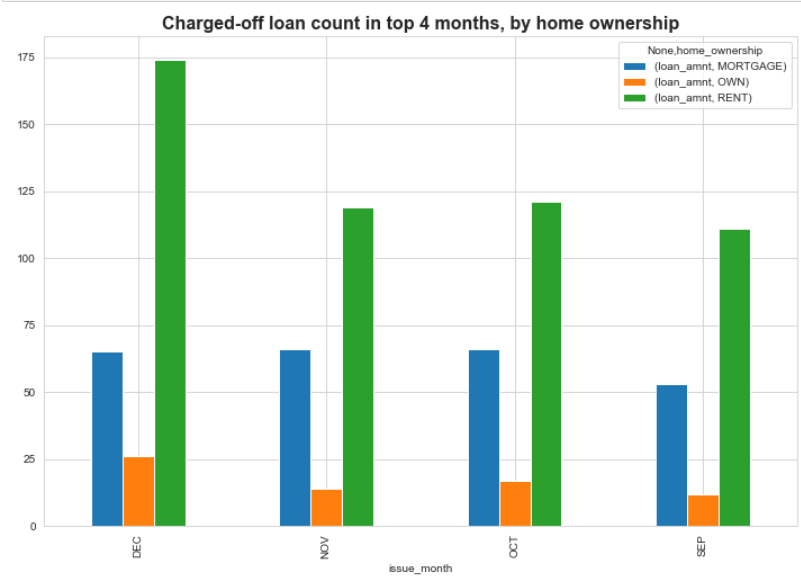 Charged-off loan count in top 4 months, by home ownership
None,home_ownership
(loan_amnt, MORTGAGE)
(loan_amnt, OWN)
(loan_amnt, RENT)
175
150
125
100
75
50
25
0
DEC
NOV
OCT
SEP
issue_month